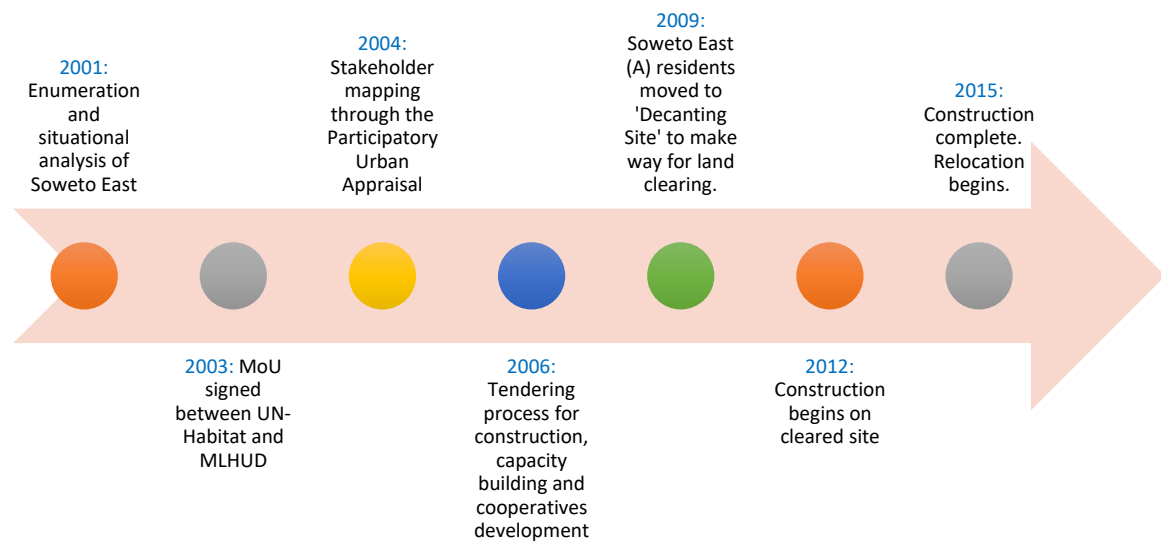 2001:
Enumeration
and
situational
analysis of
Soweto East
2003: MoU
signed
between UN-
Habitat and
MLHUD
2004:
Stakeholder
mapping
through the
Participatory
Urban
Appraisal
2006:
Tendering
process for
construction,
capacity
building and
cooperatives
development
2009:
Soweto East
(A) residents
moved to
'Decanting
Site' to make
way for land
clearing.
2012:
Construction
begins on
cleared site
2015:
Construction
complete.
Relocation
begins.